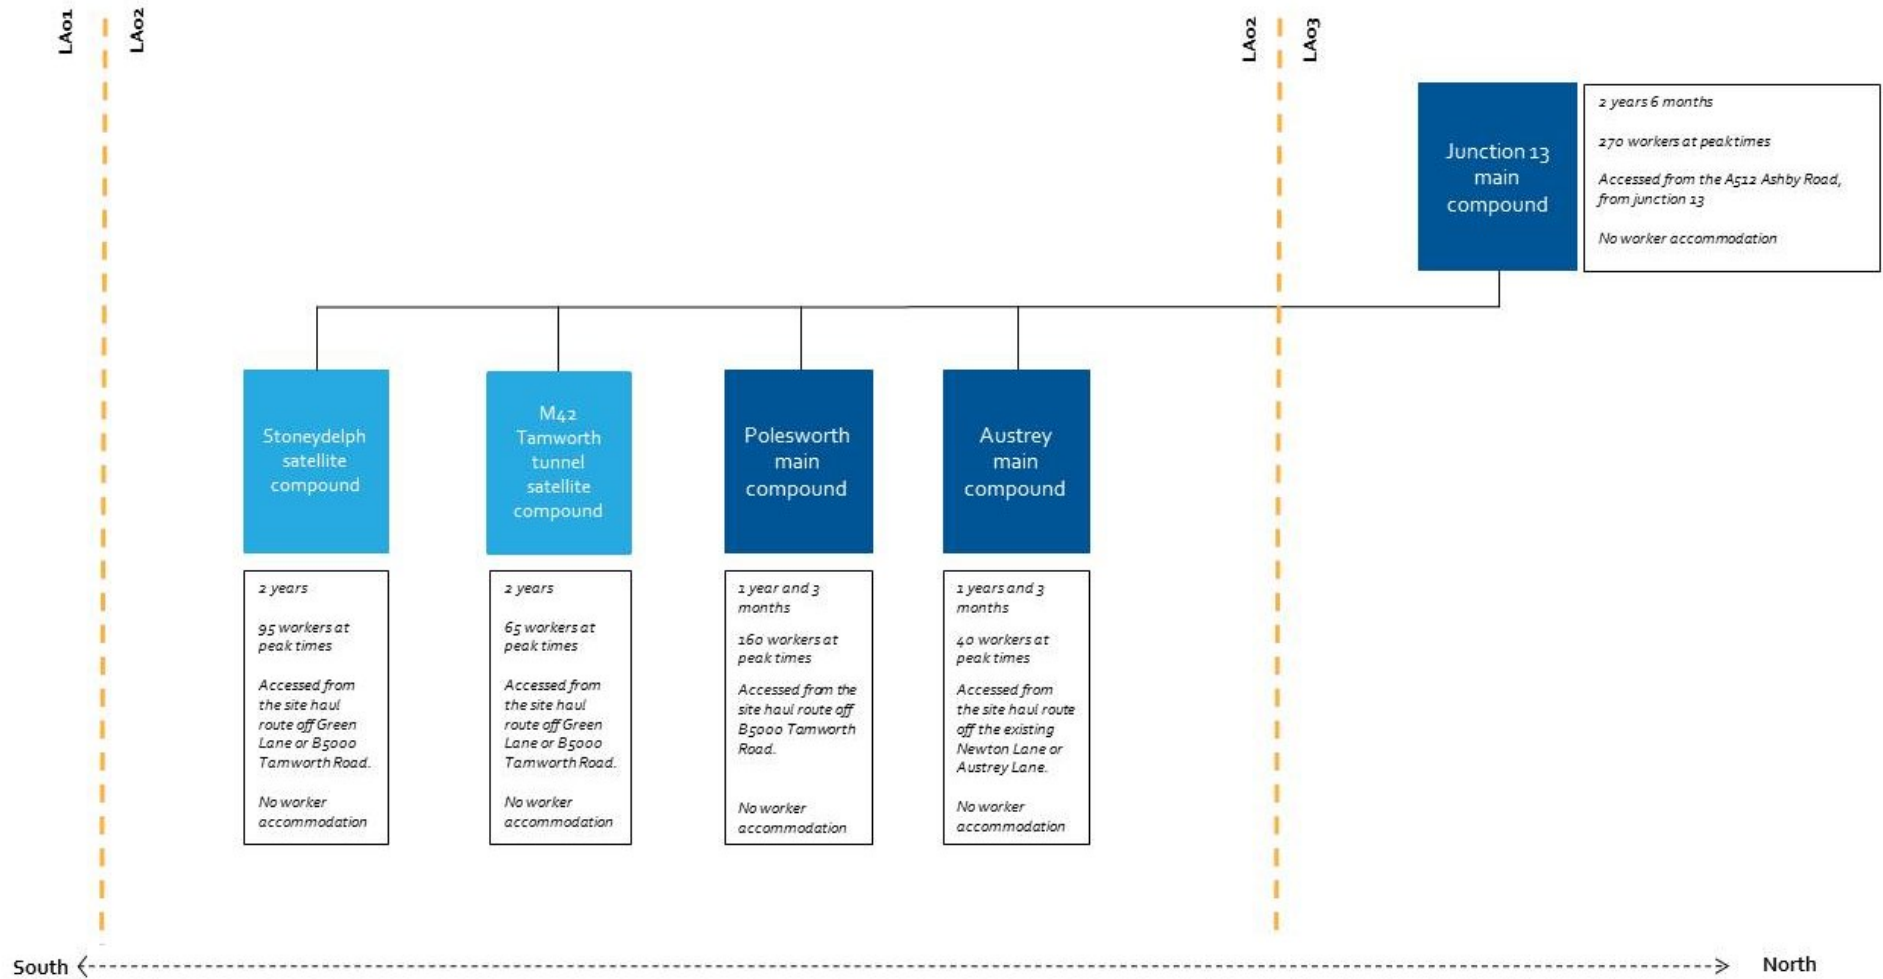 LA01
LA02
LA02
LA03
Junction 13
main
compound
2 years 6 months
270 workers at peak times
Accessed from the A512 Ashby Road,
from junction 13
No worker accommodation
Stoneydelph
satellite
compound
M42
Tamworth
tunnel
satellite
compound
Polesworth
main
compound
Austrey
main
compound
2 years
95 workers at
peak times
Accessed from
the site haul
route off Green
Lane or B5000
Tamworth Road.
No worker
accommodation
2 years
65 workers at
peak times
Accessed from
the site haul
route off Green
Lane or B5000
Tamworth Road.
No worker
accommodation
1 year and 3
months
160 workers at
peak times
Accessed from the
site haul route off
B5000 Tamworth
Road.
No worker
accommodation
1 years and 3
months
40 workers at
peak times
Accessed from
the site haul route
off the existing
Newton Lane or
Austrey Lane.
No worker
accommodation
South
North